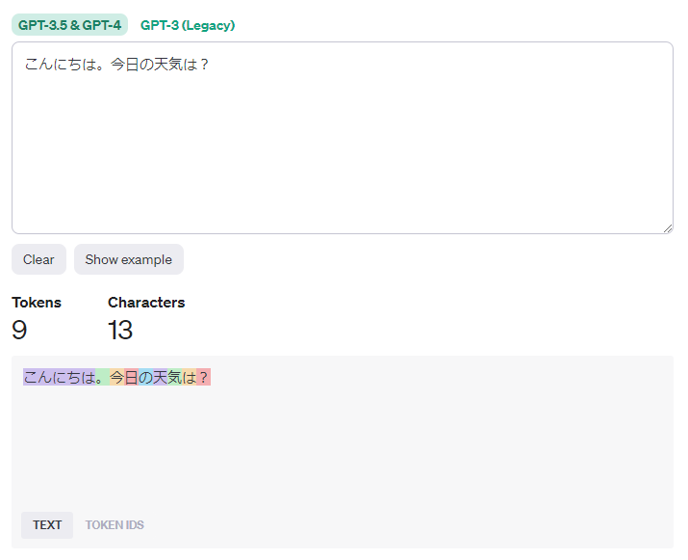 GPT-3.5 & GPT-4 GPT-3 (Legacy)
こんにちは。今日の天気は？
Clear Show example
Tokens Characters
9 13
こんにちは。今日の天気は？
TEXT TOKEN IDS